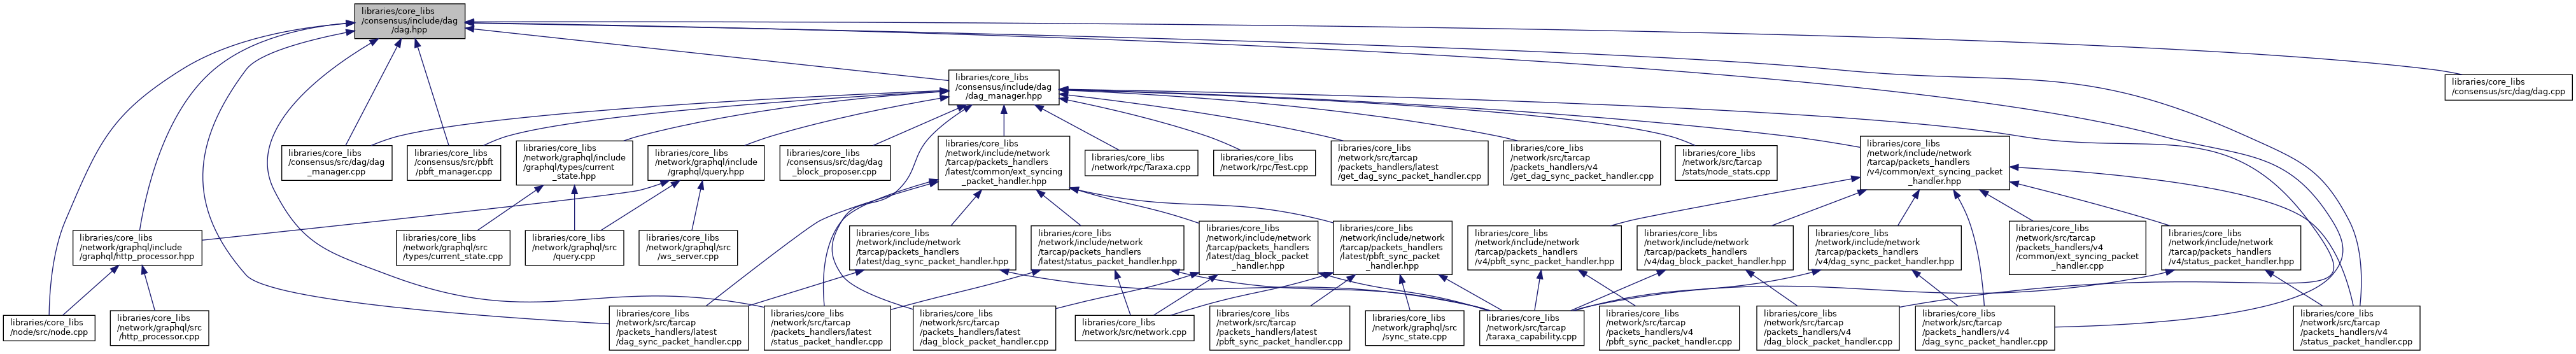 libraries/core_libs
/consensus/include/dag
/dag.hpp
libraries/core_libs
/consensus/include/dag
/dag_manager.hpp
libraries/core_libs
/consensus/src/dag/dag.cpp
libraries/core_libs
/consensus/src/dag/dag
_manager.cpp
libraries/core_libs
/consensus/src/pbft
/pbft_manager.cpp
libraries/core_libs
/network/graphql/include
/graphql/types/current
_state.hpp
libraries/core_libs
/network/graphql/include
/graphql/query.hpp
libraries/core_libs
/consensus/src/dag/dag
_block_proposer.cpp
libraries/core_libs
/network/include/network
/tarcap/packets_handlers
/latest/common/ext_syncing
_packet_handler.hpp
libraries/core_libs
/network/rpc/Taraxa.cpp
libraries/core_libs
/network/rpc/Test.cpp
libraries/core_libs
/network/src/tarcap
/packets_handlers/latest
/get_dag_sync_packet_handler.cpp
libraries/core_libs
/network/src/tarcap
/packets_handlers/v4
/get_dag_sync_packet_handler.cpp
libraries/core_libs
/network/src/tarcap
/stats/node_stats.cpp
libraries/core_libs
/network/include/network
/tarcap/packets_handlers
/v4/common/ext_syncing_packet
_handler.hpp
libraries/core_libs
/network/graphql/include
/graphql/http_processor.hpp
libraries/core_libs
/network/graphql/src
/types/current_state.cpp
libraries/core_libs
/network/graphql/src
/query.cpp
libraries/core_libs
/network/graphql/src
/ws_server.cpp
libraries/core_libs
/network/include/network
/tarcap/packets_handlers
/latest/dag_sync_packet_handler.hpp
libraries/core_libs
/network/include/network
/tarcap/packets_handlers
/latest/status_packet_handler.hpp
libraries/core_libs
/network/include/network
/tarcap/packets_handlers
/latest/dag_block_packet
_handler.hpp
libraries/core_libs
/network/include/network
/tarcap/packets_handlers
/latest/pbft_sync_packet
_handler.hpp
libraries/core_libs
/network/include/network
/tarcap/packets_handlers
/v4/pbft_sync_packet_handler.hpp
libraries/core_libs
/network/include/network
/tarcap/packets_handlers
/v4/dag_block_packet_handler.hpp
libraries/core_libs
/network/include/network
/tarcap/packets_handlers
/v4/dag_sync_packet_handler.hpp
libraries/core_libs
/network/src/tarcap
/packets_handlers/v4
/common/ext_syncing_packet
_handler.cpp
libraries/core_libs
/network/include/network
/tarcap/packets_handlers
/v4/status_packet_handler.hpp
libraries/core_libs
/node/src/node.cpp
libraries/core_libs
/network/graphql/src
/http_processor.cpp
libraries/core_libs
/network/src/tarcap
/packets_handlers/latest
/dag_sync_packet_handler.cpp
libraries/core_libs
/network/src/tarcap
/packets_handlers/latest
/status_packet_handler.cpp
libraries/core_libs
/network/src/tarcap
/packets_handlers/latest
/dag_block_packet_handler.cpp
libraries/core_libs
/network/src/network.cpp
libraries/core_libs
/network/src/tarcap
/packets_handlers/latest
/pbft_sync_packet_handler.cpp
libraries/core_libs
/network/graphql/src
/sync_state.cpp
libraries/core_libs
/network/src/tarcap
/taraxa_capability.cpp
libraries/core_libs
/network/src/tarcap
/packets_handlers/v4
/pbft_sync_packet_handler.cpp
libraries/core_libs
/network/src/tarcap
/packets_handlers/v4
/dag_block_packet_handler.cpp
libraries/core_libs
/network/src/tarcap
/packets_handlers/v4
/dag_sync_packet_handler.cpp
libraries/core_libs
/network/src/tarcap
/packets_handlers/v4
/status_packet_handler.cpp